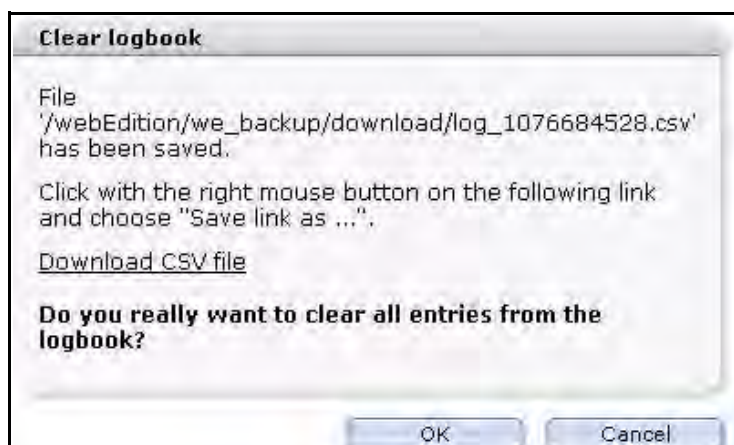 Clear logbook
File
'/webEdition/we_backup/download/log_1076684528.csv'
has been saved.
Click with the right mouse button on the following link
and choose "Save link as ...".
Download CSV file
Do you really want to clear all entries from the
logbook?
OK
Cancel